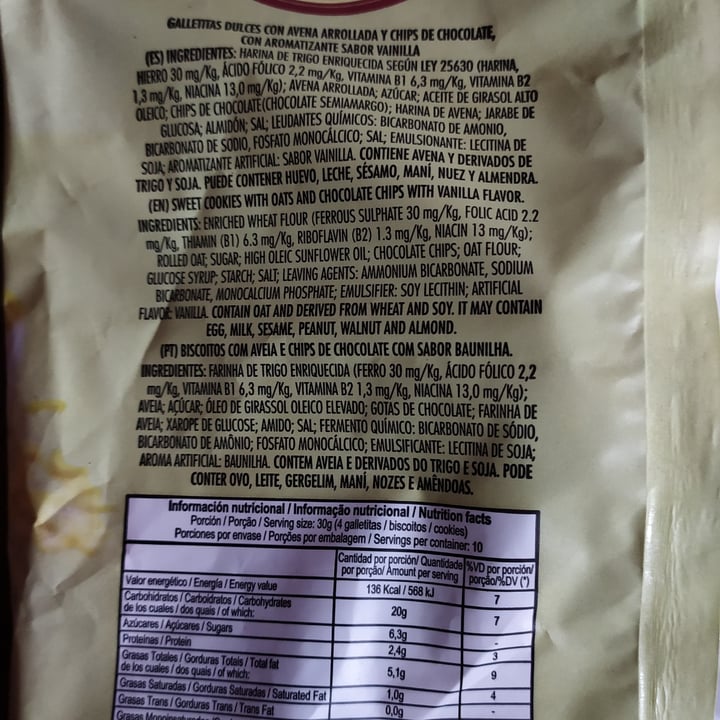 GALLETITAS DULCES CON AVENA ARROLLADA Y CHIPS DE CHOCOLATE,
CON AROMATIZANTE SABOR VAINILLA
(ES) INGREDIENTES: HARINA DE TRIGO ENRIQUECIDA SEGÚN LEY 25630 (HARINA,
HIERRO 30 mg/Kg, ÁCIDO FÓLICO 2,2 mg/Kg, VITAMINA B1 6,3 mg/Kg, VITAMINA B2
1,3 mg/Kg, NIACINA 13,0 mg/Kg); AVENA ARROLLADA; AZÚCAR; ACEITE DE GIRASOL ALTO
OLEICO; CHIPS DE CHOCOLATE (CHOCOLATE SEMIAMARGO); HARINA DE AVENA; JARABE DE
GLUCOSA; ALMIDÓN; SAL; LEUDANTES QUÍMICOS: BICARBONATO DE AMONIO,
BICARBONATO DE SODIO, FOSFATO MONOCÁLCICO; SAL; EMULSIONANTE: LECITINA DE
SOJA; AROMATIZANTE ARTIFICIAL: SABOR VAINILLA. CONTIENE AVENA Y DERIVADOS DE
TRIGO Y SOJA. PUEDE CONTENER HUEVO, LECHE, SÉSAMO, MANÍ, NUEZ Y ALMENDRA.
(EN) SWEET COOKIES WITH OATS AND CHOCOLATE CHIPS WITH VANILLA FLAVOR.
INGREDIENTS: ENRICHED WHEAT FLOUR (FERROUS SULPHATE 30 mg/Kg, FOLIC ACID 2.2
mg/Kg, THIAMIN (B1) 6.3 mg/Kg, RIBOFLAVIN (B2) 1.3 mg/Kg, NIACIN 13 mg/Kg);
ROLLED OAT; SUGAR; HIGH OLEIC SUNFLOWER OIL; CHOCOLATE CHIPS; OAT FLOUR;
GLUCOSE SYRUP; STARCH; SALT; LEAVING AGENTS: AMMONIUM BICARBONATE, SODIUM
BICARBONATE, MONOCALCIUM PHOSPHATE; EMULSIFIER: SOY LECITHIN; ARTIFICIAL
FLAVOR: VANILLA. CONTAIN OAT AND DERIVED FROM WHEAT AND SOY. IT MAY CONTAIN
EGG, MILK, SESAME, PEANUT, WALNUT AND ALMOND.
(PT) BISCOITOS COM AVEIA E CHIPS DE CHOCOLATE COM SABOR BAUNILHA.
INGREDIENTES: FARINHA DE TRIGO ENRIQUECIDA (FERRO 30 mg/Kg, ÁCIDO FÓLICO 2,2
mg/Kg, VITAMINA B1 6,3 mg/Kg, VITAMINA B2 1,3 mg/Kg, NIACINA 13,0 mg/Kg);
AVEIA; AÇÚCAR; ÓLEO DE GIRASSOL OLEICO ELEVADO; GOTAS DE CHOCOLATE; FARINHA DE
AVEIA; XAROPE DE GLUCOSE; AMIDO; SAL; FERMENTO QUÍMICO: BICARBONATO DE SÓDIO,
BICARBONATO DE AMÔNIO; FOSFATO MONOCÁLCICO; EMULSIFICANTE: LECITINA DE SOJA;
AROMA ARTIFICIAL: BAUNILHA. CONTEM AVEIA E DERIVADOS DO TRIGO E SOJA. PODE
CONTER OVO, LEITE, GERGELIM, MANÍ, NOZES E AMÊNDOAS.
Información nutricional / Informação nutricional / Nutrition facts
Porción / Porção / Serving size: 30g (4 galletitas / biscoitos / cookies)
Porciones por envase / Porções por embalagem / Servings per container: 10
Cantidad por porción/ Quantidade por porção/ Amount per serving %VD por porción/ porção/%DV (*)
Valor energético / Energía / Energy value 136 Kcal / 568 kJ 7
Carbohidratos / Carboidratos / Carbohydrates 20g 7
de los cuales / dos quais / of which:
Azúcares / Açúcares / Sugars 6,3g -
Proteínas / Protein 2,4g 3
Grasas Totales / Gorduras Totais / Total fat 5,1g 9
de los cuales / dos quais / of which:
Grasas Saturadas / Gorduras Saturadas / Saturated Fat 1,0g 4
Grasas Trans / Gorduras Trans / Trans Fat 0,0g -
Grasas